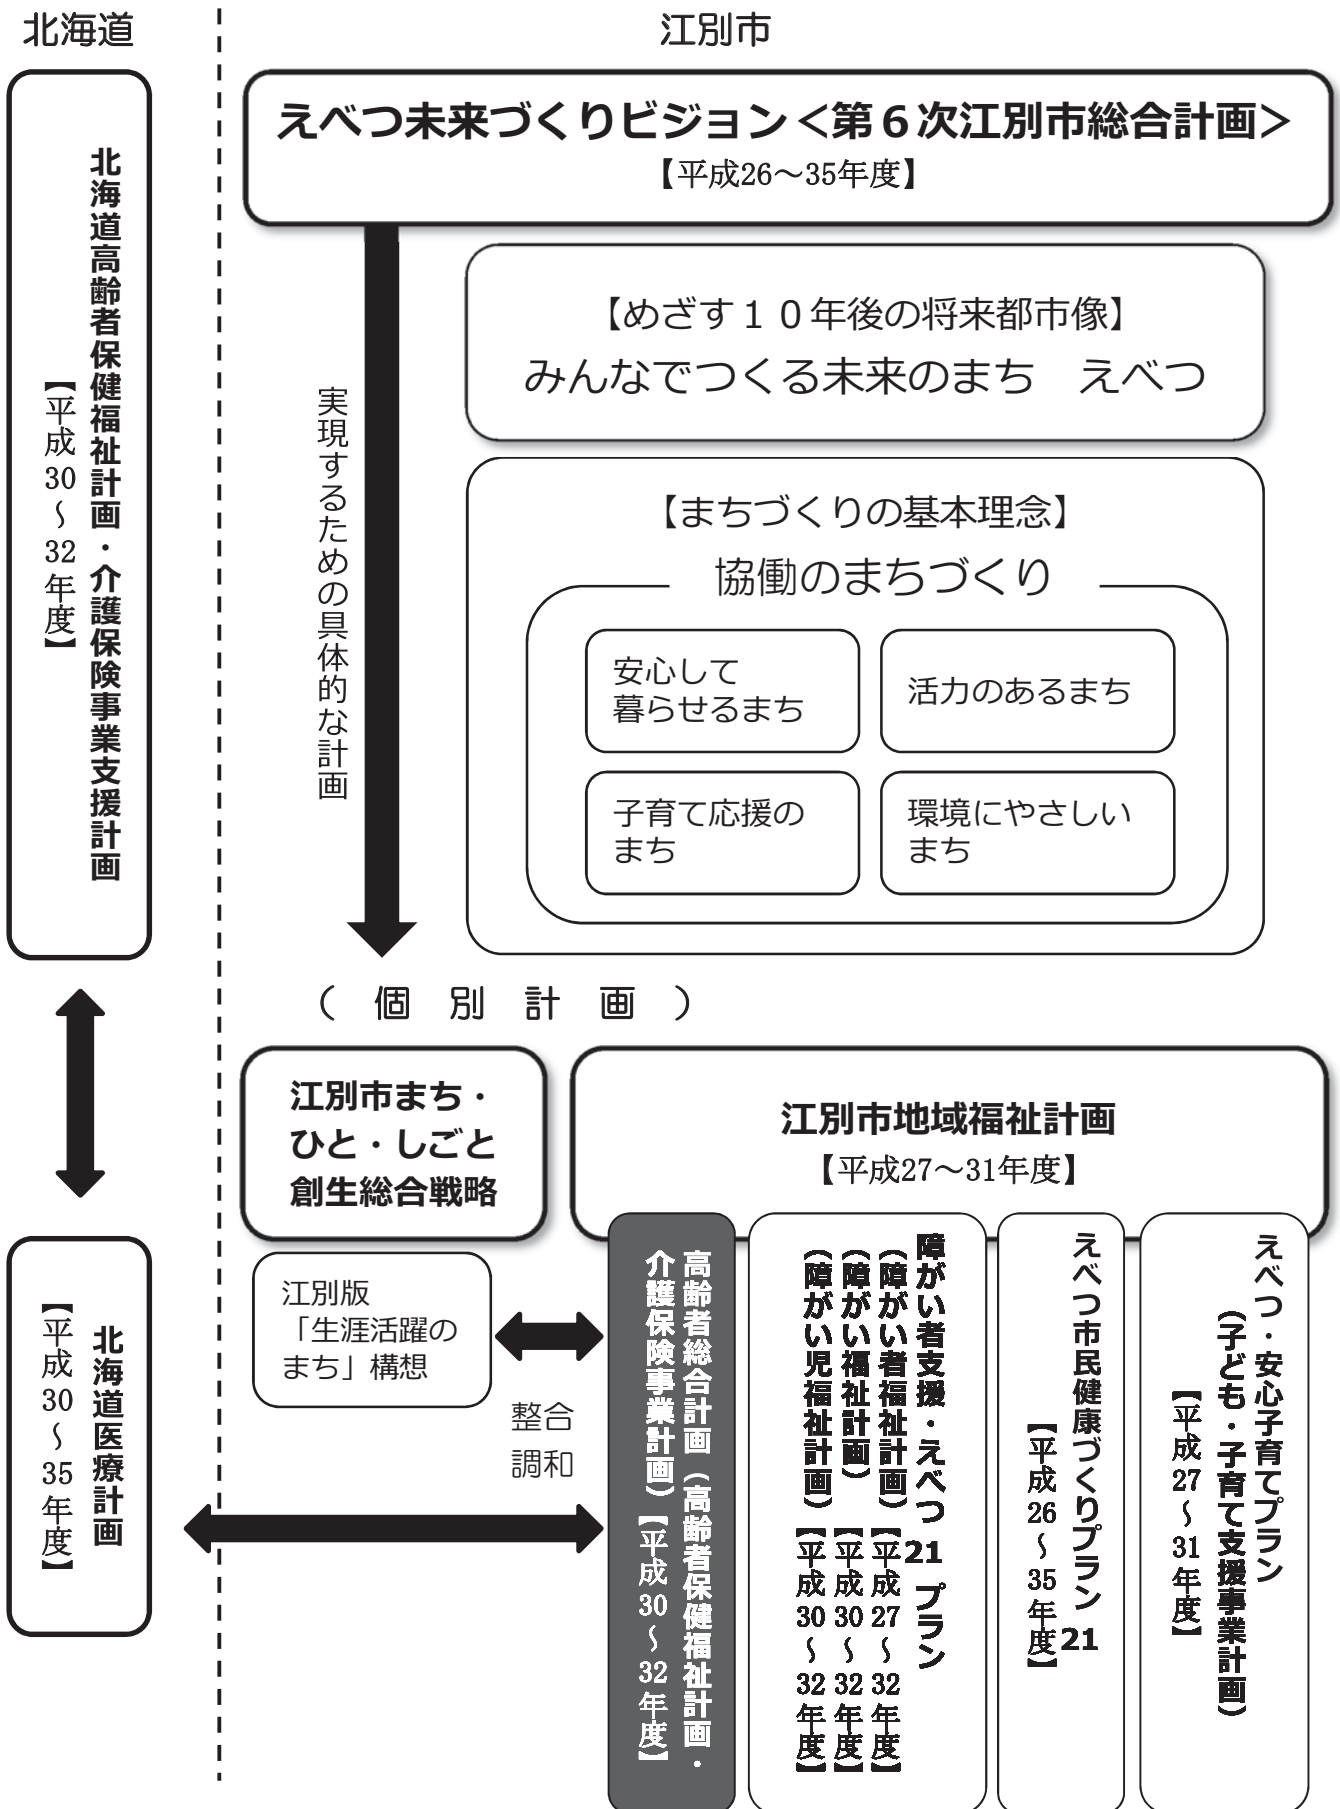 北海道
江別市
北海道高齢者保健福祉計画・介護保険事業支援計画
【平成30~32年度】
北海道医療計画
【平成30~35年度】
えべつ未来づくりビジョン<第6次江別市総合計画>
【平成26~35年度】
実現するための具体的な計画
【めざす10年後の将来都市像】
みんなでつくる未来のまち えべつ
【まちづくりの基本理念】
協働のまちづくり
安心して
暮らせるまち
活力のあるまち
子育て応援の
まち
環境にやさしい
まち
(個別計画)
江別市まち・
ひと・しごと
創生総合戦略
江別版
「生涯活躍の
まち」構想
整合
調和
江別市地域福祉計画
【平成27~31年度】
えべつ・安心子育てプラン
(子ども・子育て支援事業計画)
【平成27~31年度】
えべつ市民健康づくりプラン21
【平成26~35年度】
障がい者支援・えべつ21プラン
(障がい者福祉計画)【平成27~32年度】
(障がい福祉計画)【平成30~32年度】
(障がい児福祉計画)【平成30~32年度】
高齢者総合計画(高齢者保健福祉計画・
介護保険事業計画)【平成30~32年度】